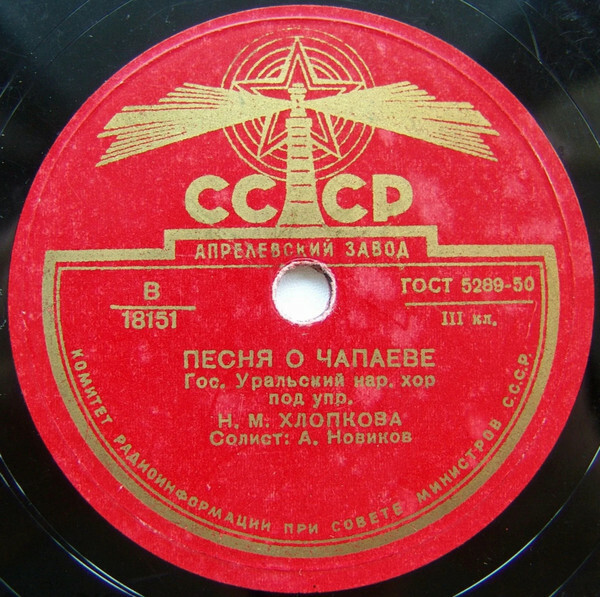 СССР
АПРЕЛЕВСКИЙ ЗАВОД
В
18151
ГОСТ 5289-50
III кл.
ПЕСНЯ О ЧАПАЕВЕ
Гос. Уральский нар. хор
под упр.
Н. М. ХЛОПКОВА
Солист: А. Новиков
КОМИТЕТ РАДИОИНФОРМАЦИИ ПРИ СОВЕТЕ МИНИСТРОВ С.С.С.Р.